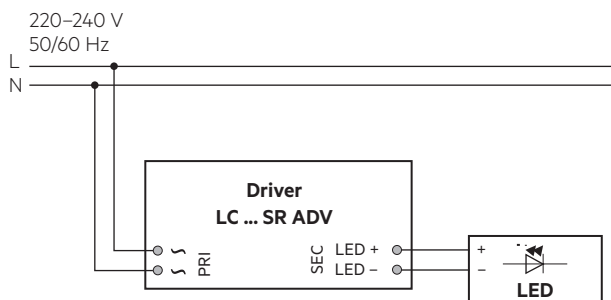 220–240 V
50/60 Hz
L
N
Driver
LC ... SR ADV
~ PRI SEC LED + +
~ LED – –
LED